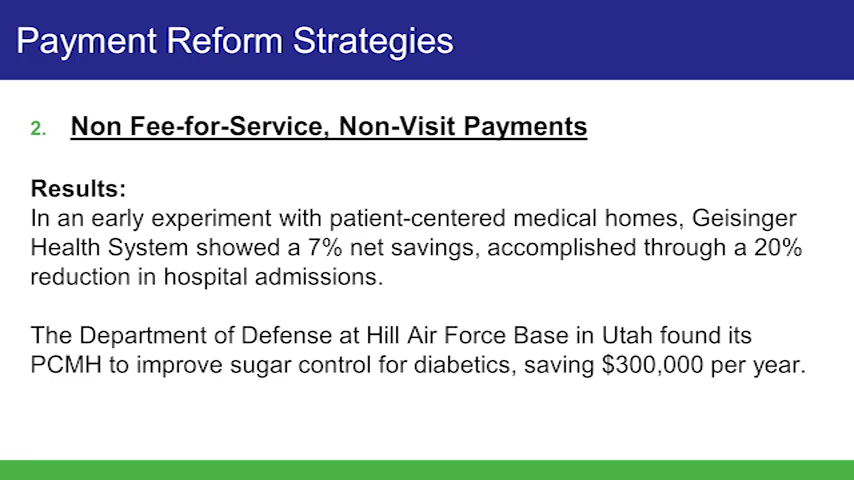 Payment Reform Strategies
2. Non Fee-for-Service, Non-Visit Payments
Results:
In an early experiment with patient-centered medical homes, Geisinger
Health System showed a 7% net savings, accomplished through a 20%
reduction in hospital admissions.
The Department of Defense at Hill Air Force Base in Utah found its
PCMH to improve sugar control for diabetics, saving $300,000 per year.